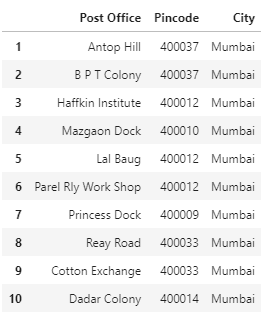 Post Office Pincode City
1 Antop Hill 400037 Mumbai
2 B P T Colony 400037 Mumbai
3 Haffkin Institute 400012 Mumbai
4 Mazgaon Dock 400010 Mumbai
5 Lal Baug 400012 Mumbai
6 Parel Rly Work Shop 400012 Mumbai
7 Princess Dock 400009 Mumbai
8 Reay Road 400033 Mumbai
9 Cotton Exchange 400033 Mumbai
10 Dadar Colony 400014 Mumbai